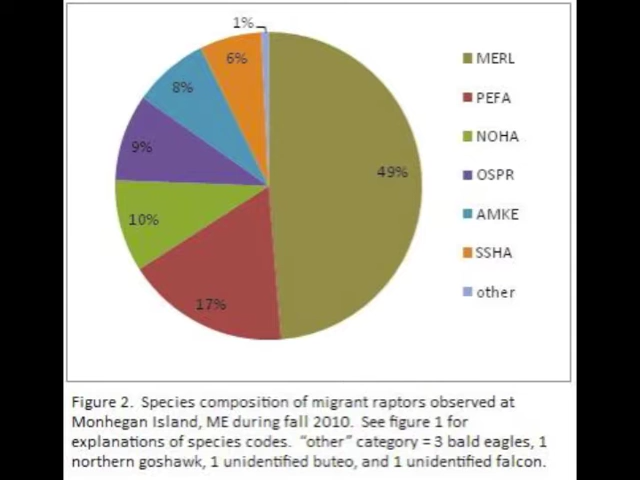 1%
6%
8%
9%
10%
17%
49%
MERL
PEFA
NOHA
OSPR
AMKE
SSHA
other
Figure 2. Species composition of migrant raptors observed at
Monhegan Island, ME during fall 2010. See figure 1 for
explanations of species codes. "other" category = 3 bald eagles, 1
northern goshawk, 1 unidentified buteo, and 1 unidentified falcon.